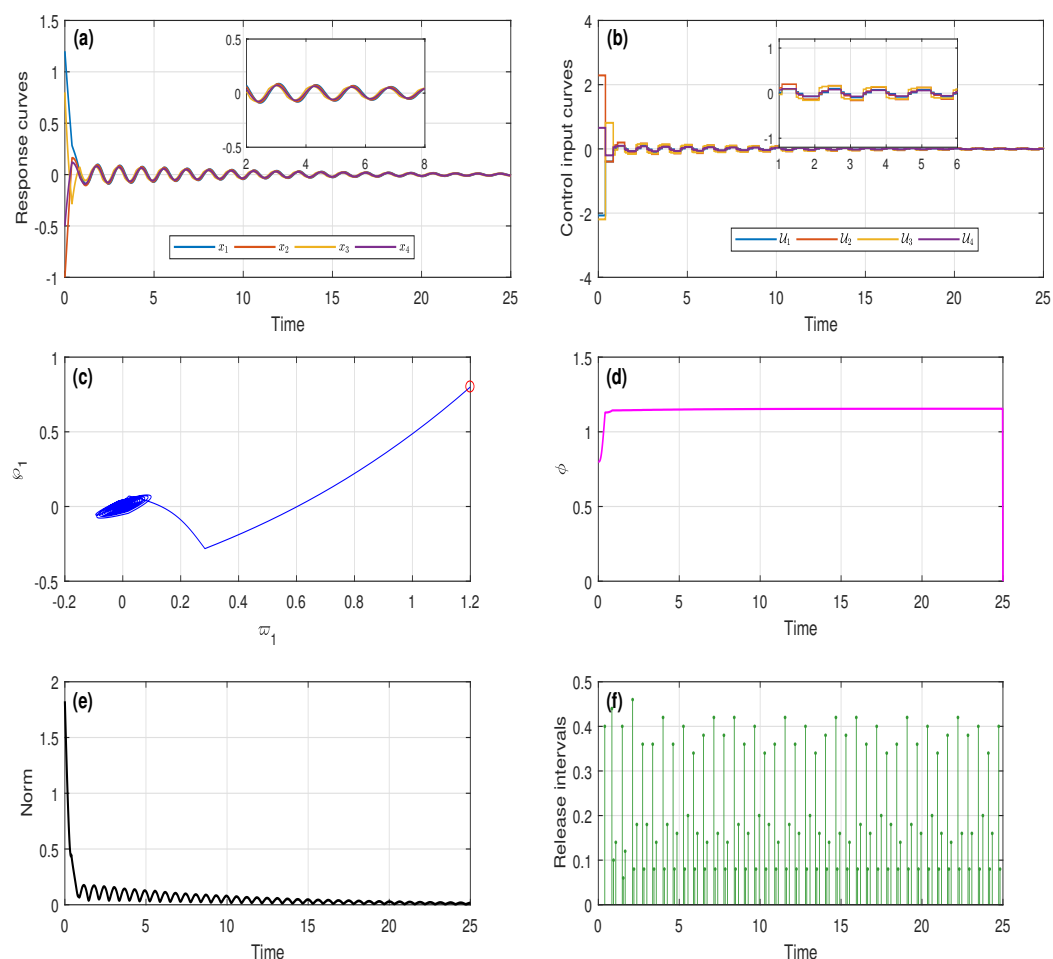 (a)
Response curves
1.5
1
0.5
0
-0.5
-1
0.5
0
-0.5
2 4 6 8
x1 x2 x3 x4
0 5 10 15 20 25
Time
(b)
Control input curves
4
2
0
-2
-4
1
0
-1
1 2 3 4 5 6
𝒰1 𝒰2 𝒰3 𝒰4
0 5 10 15 20 25
Time
(c)
℘1
1
0.5
0
-0.5
-0.2 0 0.2 0.4 0.6 0.8 1 1.2
ϖ1
(d)
ϕ
1.5
1
0.5
0
0 5 10 15 20 25
Time
(e)
Norm
2
1.5
1
0.5
0
0 5 10 15 20 25
Time
(f)
Release intervals
0.5
0.4
0.3
0.2
0.1
0
0 5 10 15 20 25
Time